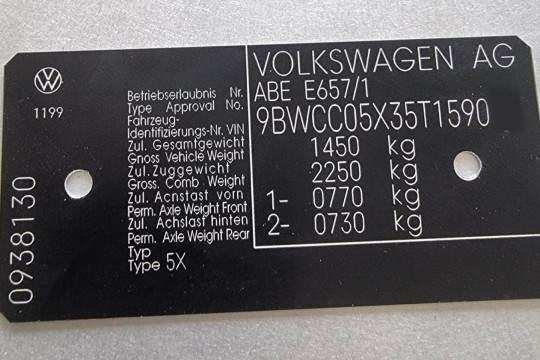 VOLKSWAGEN AG
1199
Betriebserlaubnis Nr.
Type Approval No.
ABE E657/1
Fahrzeug-
Identifizierungs-Nr. VIN
9BWCC05X35T1590
Zul. Gesamtgewicht
Gnoss Vehicle Weight
1450 kg
Zul. Zuggewicht
Gross. Comb Weight
2250 kg
Zul. Acnstast vorn
Perm. Axle Weight Front
1- 0770 kg
Zul. Achslast hinten
Perm. Axle Weight Rear
2- 0730 kg
Typ
Type 5X
0938130